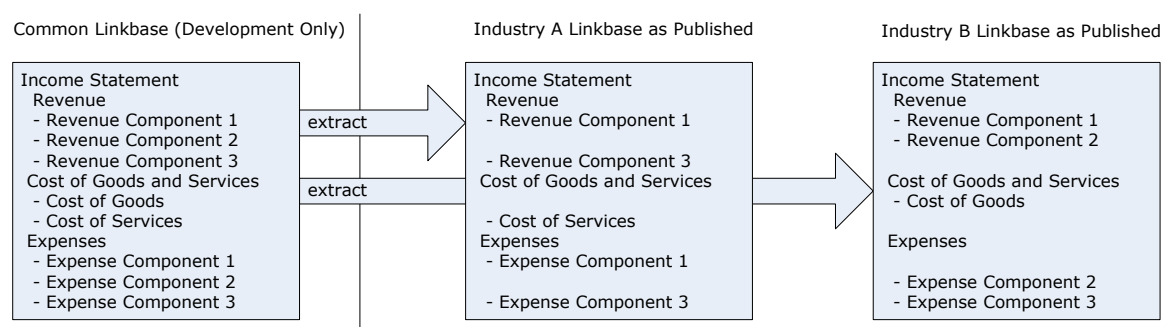 Common Linkbase (Development Only)
Income Statement
Revenue
- Revenue Component 1
- Revenue Component 2
- Revenue Component 3
Cost of Goods and Services
- Cost of Goods
- Cost of Services
Expenses
- Expense Component 1
- Expense Component 2
- Expense Component 3
extract
extract
Industry A Linkbase as Published
Income Statement
Revenue
- Revenue Component 1
- Revenue Component 3
Cost of Goods and Services
- Cost of Services
Expenses
- Expense Component 1
- Expense Component 3
Industry B Linkbase as Published
Income Statement
Revenue
- Revenue Component 1
- Revenue Component 2
Cost of Goods and Services
- Cost of Goods
Expenses
- Expense Component 2
- Expense Component 3